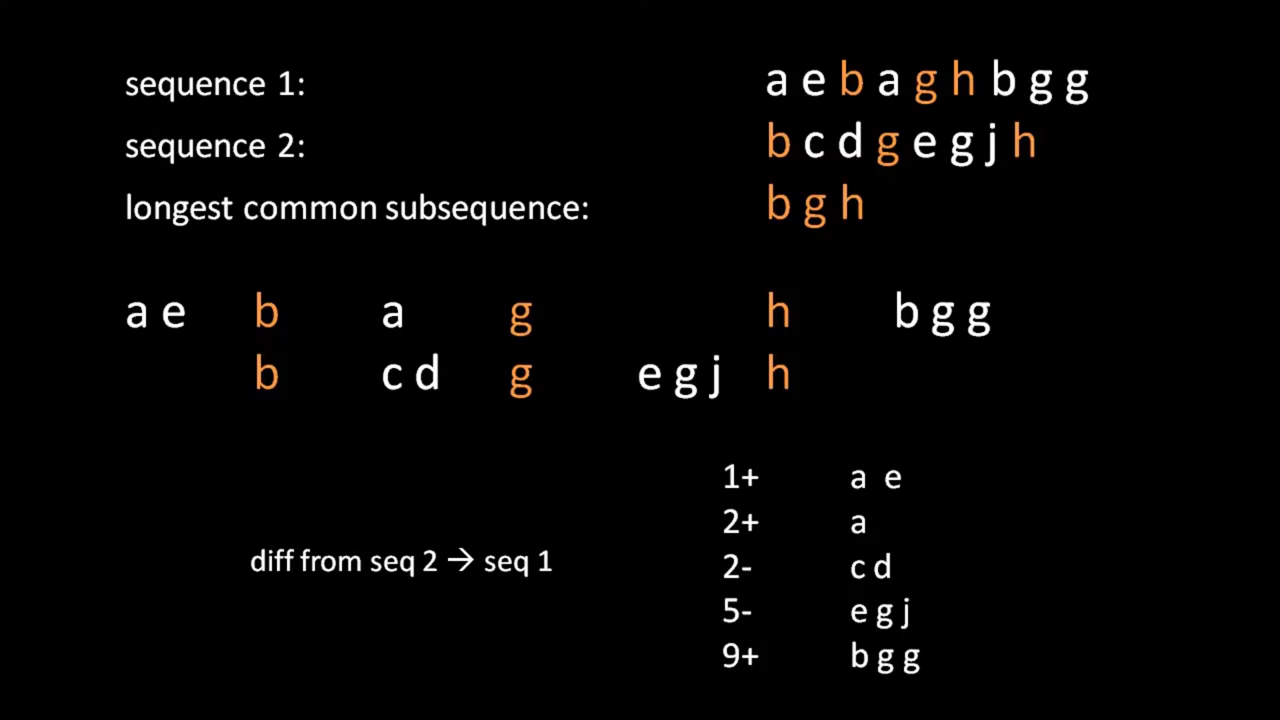 sequence 1: a e b a g h b g g
sequence 2: b c d g e g j h
longest common subsequence: b g h
a e b a g h b g g
b c d g e g j h
1+ a e
2+ a
diff from seq 2 → seq 1
2- c d
5- e g j
9+ b g g